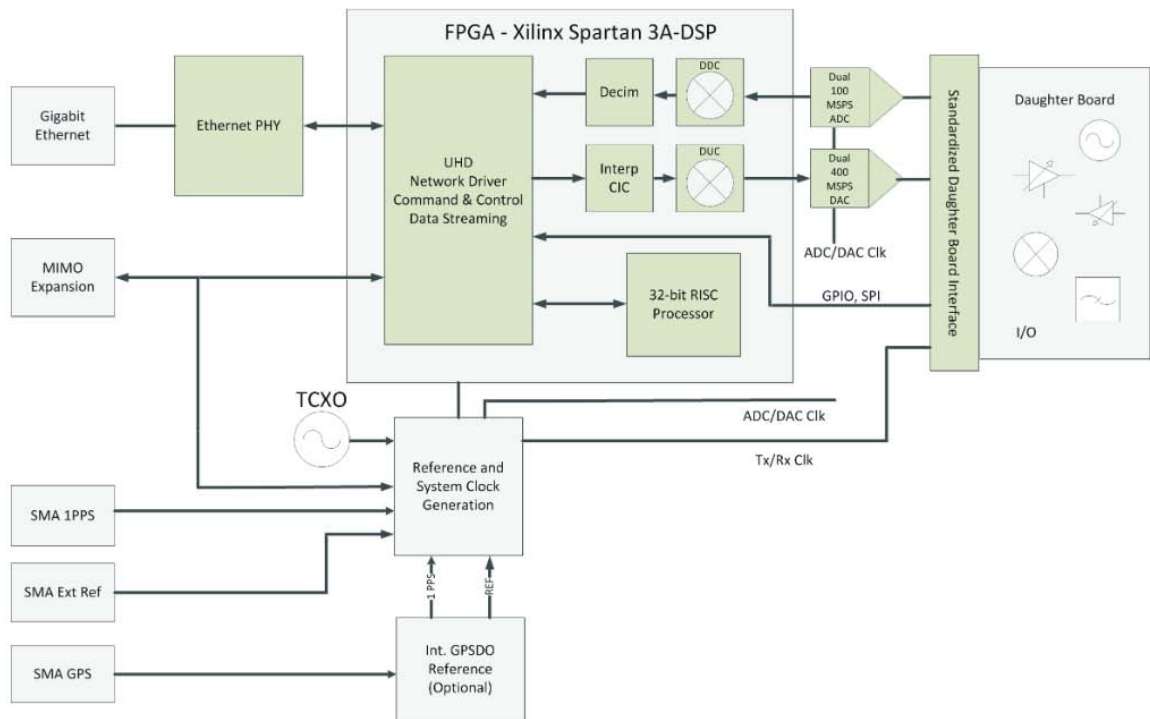 FPGA - Xilinx Spartan 3A-DSP
Gigabit
Ethernet
Ethernet PHY
UHD
Network Driver
Command & Control
Data Streaming
Decim
DDC
Dual
100
MSPS
ADC
Interp
CIC
DUC
Dual
400
MSPS
DAC
ADC/DAC Clk
Standardized Daughter Board Interface
Daughter Board
I/O
MIMO
Expansion
32-bit RISC
Processor
GPIO, SPI
TCXO
ADC/DAC Clk
Tx/Rx Clk
Reference and
System Clock
Generation
SMA 1PPS
SMA Ext Ref
1 PPS
REF
SMA GPS
Int. GPSDO
Reference
(Optional)